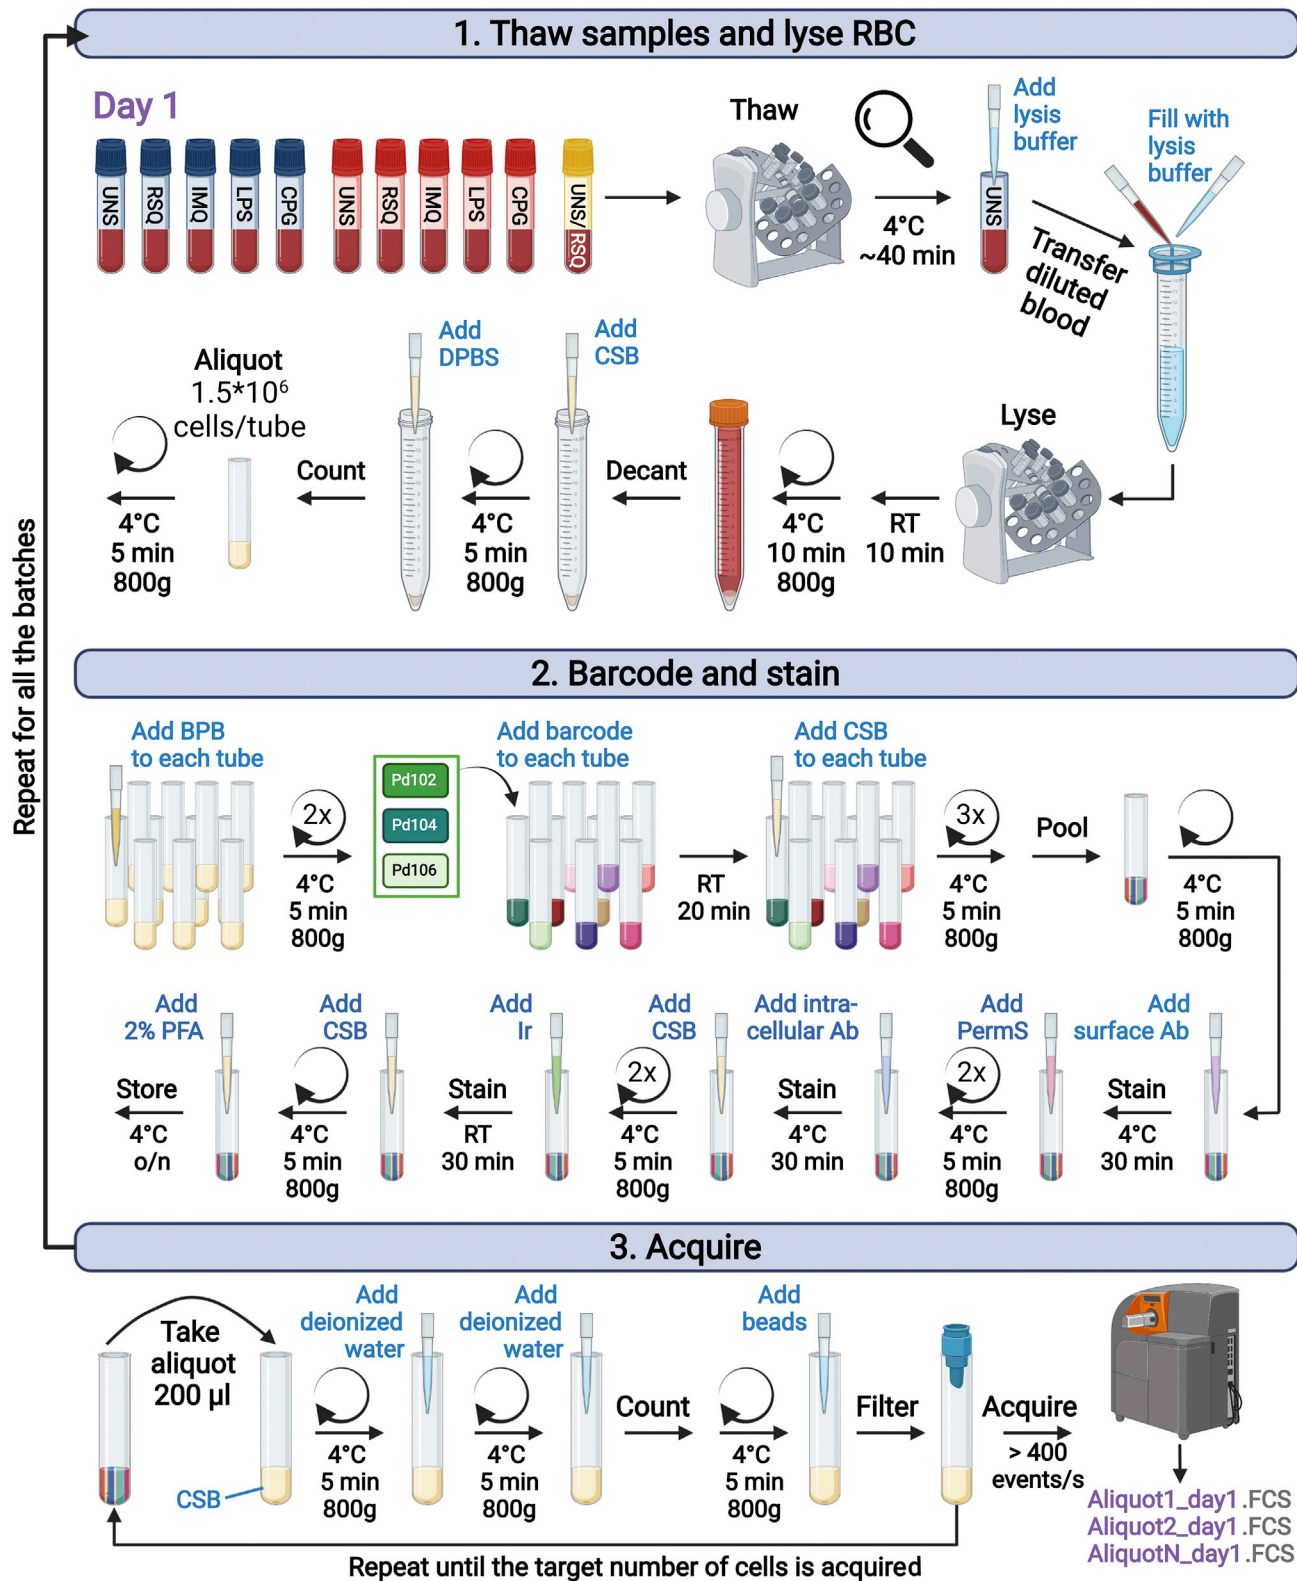 1. Thaw samples and lyse RBC
Day 1
UNS
RSQ
IMQ
LPS
CPG
UNS
RSQ
IMQ
LPS
CPG
UNS/ RSQ
Thaw
4°C
~40 min
Add
lysis
buffer
UNS
Transfer
diluted
blood
Fill with
lysis
buffer
Lyse
RT
10 min
4°C
10 min
800g
Decant
Add
CSB
4°C
5 min
800g
Add
DPBS
Count
Aliquot
1.5*10⁶
cells/tube
4°C
5 min
800g
Repeat for all the batches
2. Barcode and stain
Add BPB
to each tube
2x
4°C
5 min
800g
Pd102
Pd104
Pd106
Add barcode
to each tube
RT
20 min
Add CSB
to each tube
3x
4°C
5 min
800g
Pool
4°C
5 min
800g
Add
surface Ab
Stain
4°C
30 min
Add
PermS
2x
4°C
5 min
800g
Add intra-
cellular Ab
Stain
4°C
30 min
Add
CSB
2x
4°C
5 min
800g
Add
Ir
Stain
RT
30 min
Add
CSB
4°C
5 min
800g
Add
2% PFA
Store
4°C
o/n
3. Acquire
Take
aliquot
200 µl
CSB
4°C
5 min
800g
Add
deionized
water
4°C
5 min
800g
Add
deionized
water
Count
4°C
5 min
800g
Add
beads
Filter
Acquire
> 400
events/s
Aliquot1_day1.FCS
Aliquot2_day1.FCS
AliquotN_day1.FCS
Repeat until the target number of cells is acquired